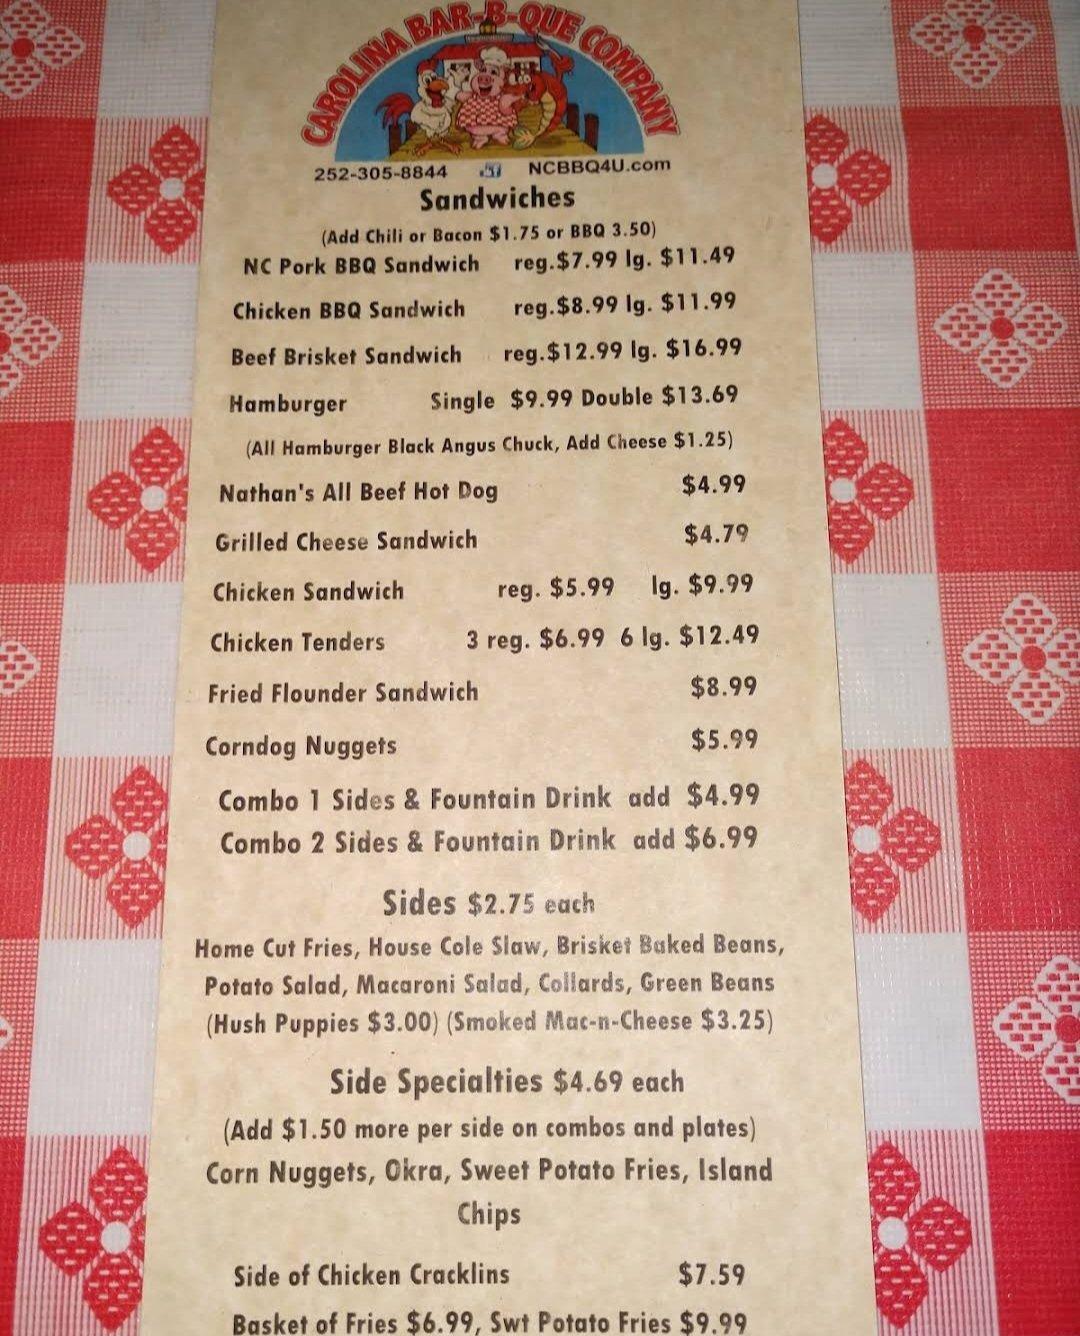 CAROLINA BAR-B-QUE COMPANY
252-305-8844 NCBBQ4U.com
Sandwiches
(Add Chili or Bacon $1.75 or BBQ 3.50)
NC Pork BBQ Sandwich reg.$7.99 lg. $11.49
Chicken BBQ Sandwich reg.$8.99 lg. $11.99
Beef Brisket Sandwich reg.$12.99 lg. $16.99
Hamburger Single $9.99 Double $13.69
(All Hamburger Black Angus Chuck, Add Cheese $1.25)
Nathan's All Beef Hot Dog $4.99
Grilled Cheese Sandwich $4.79
Chicken Sandwich reg. $5.99 lg. $9.99
Chicken Tenders 3 reg. $6.99 6 lg. $12.49
Fried Flounder Sandwich $8.99
Corndog Nuggets $5.99
Combo 1 Sides & Fountain Drink add $4.99
Combo 2 Sides & Fountain Drink add $6.99
Sides $2.75 each
Home Cut Fries, House Cole Slaw, Brisket Baked Beans,
Potato Salad, Macaroni Salad, Collards, Green Beans
(Hush Puppies $3.00) (Smoked Mac-n-Cheese $3.25)
Side Specialties $4.69 each
(Add $1.50 more per side on combos and plates)
Corn Nuggets, Okra, Sweet Potato Fries, Island
Chips
Side of Chicken Cracklins $7.59
Basket of Fries $6.99, Swt Potato Fries $9.99